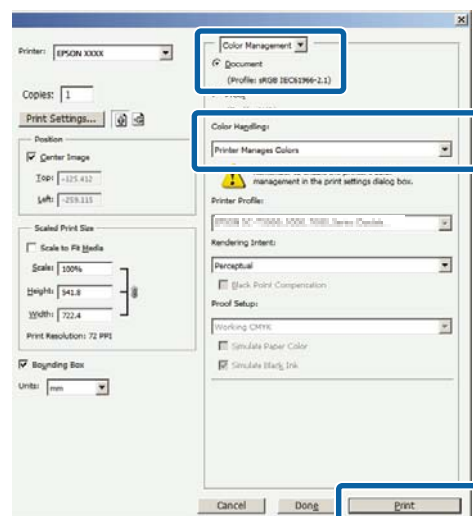 Printer: EPSON XXXX
Copies: 1
Print Settings...
Position
Center Image
Top: -125.412
Left: -259.115
Scaled Print Size
Scale to Fit Media
Scale: 100%
Height: 541.8
Width: 722.4
Print Resolution: 72 PPI
Bounding Box
Units: mm
Color Management
Document
(Profile: sRGB IEC61966-2.1)
Color Handling:
Printer Manages Colors
management in the print settings dialog box.
Printer Profile:
Rendering Intent:
Perceptual
Black Point Compensation
Proof Setup:
Working CMYK
Simulate Paper Color
Simulate Black Ink
Cancel
Done
Print